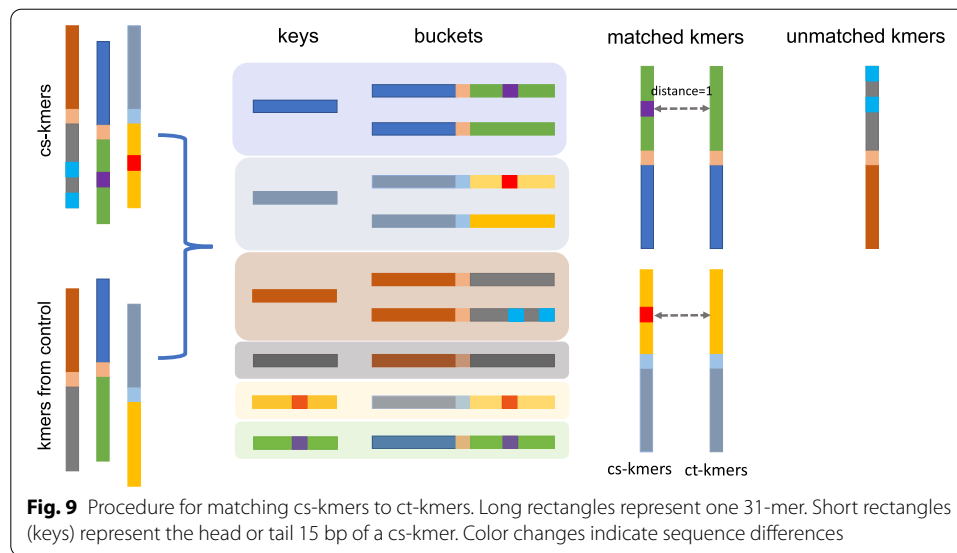 keys
buckets
matched kmers
unmatched kmers
cs-kmers
kmers from control
distance=1
cs-kmers
ct-kmers
Fig. 9 Procedure for matching cs-kmers to ct-kmers. Long rectangles represent one 31-mer. Short rectangles
(keys) represent the head or tail 15 bp of a cs-kmer. Color changes indicate sequence differences